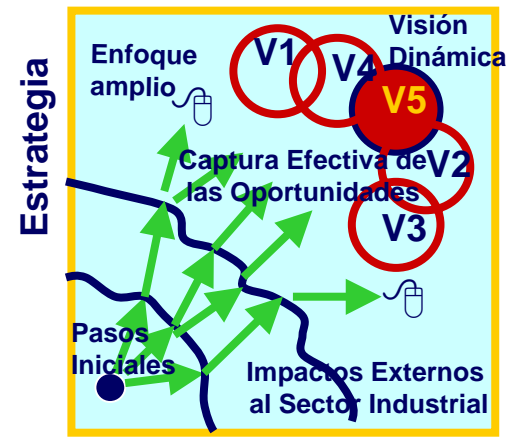 Estrategia
Enfoque
amplio
V1
V4
Visión
Dinámica
V5
V2
V3
Captura Efectiva de
las Oportunidades
Pasos
Iniciales
Impactos Externos
al Sector Industrial